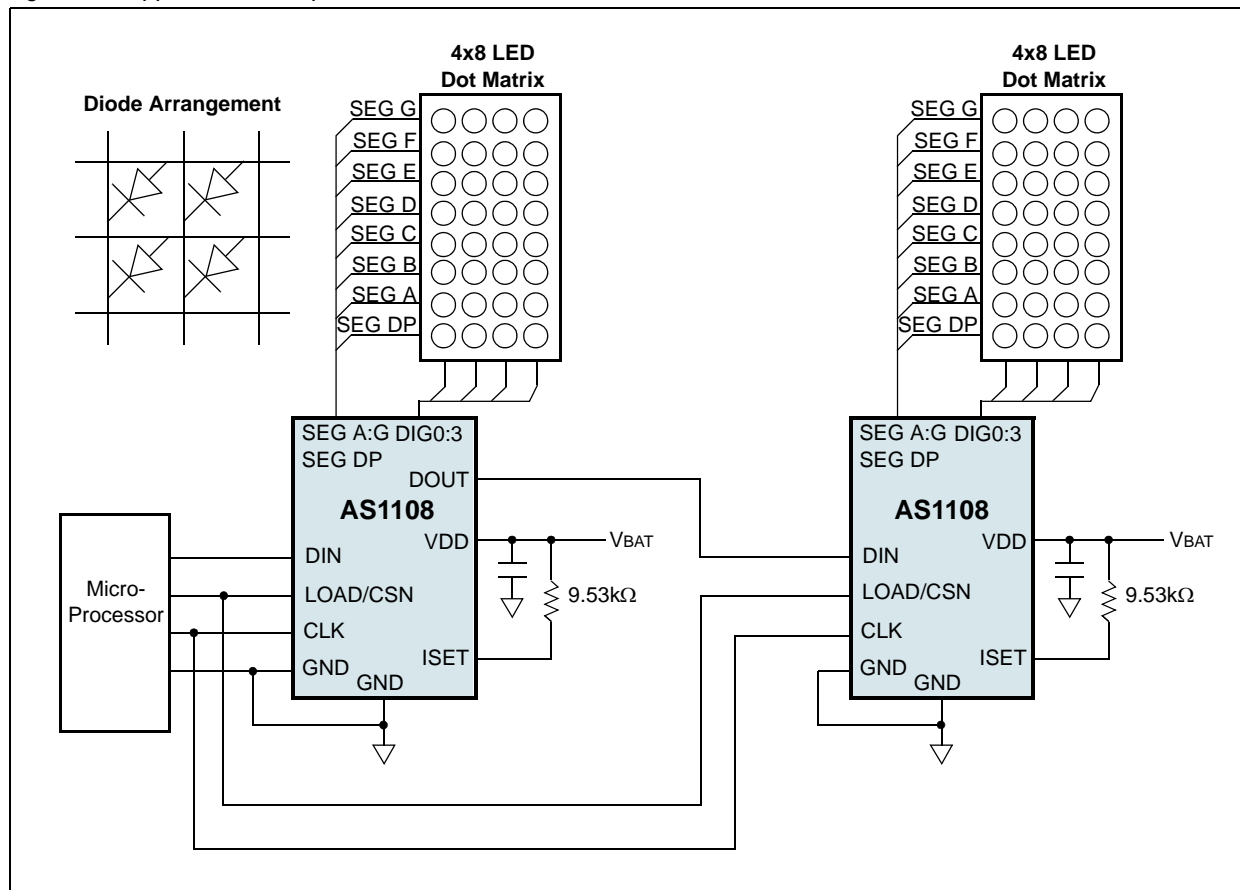 4x8 LED
Dot Matrix
Diode Arrangement
SEG G
SEG F
SEG E
SEG D
SEG C
SEG B
SEG A
SEG DP
4x8 LED
Dot Matrix
SEG G
SEG F
SEG E
SEG D
SEG C
SEG B
SEG A
SEG DP
Micro-
Processor
SEG A:G DIG0:3
SEG DP
DOUT
AS1108
VDD
DIN
LOAD/CSN
CLK
ISET
GND
GND
VBAT
9.53kΩ
SEG A:G DIG0:3
SEG DP
AS1108
VDD
DIN
LOAD/CSN
CLK
ISET
GND
GND
VBAT
9.53kΩ